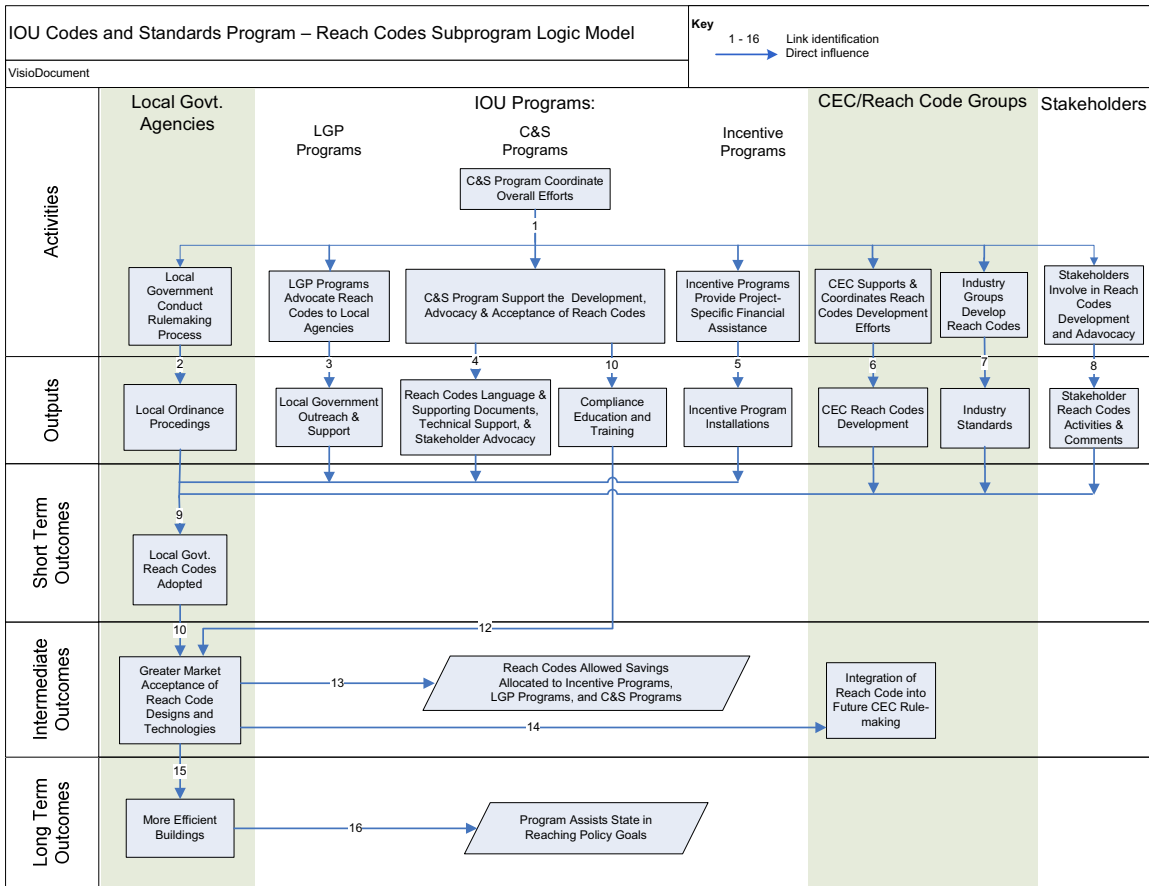 IOU Codes and Standards Program – Reach Codes Subprogram Logic Model
VisioDocument
Key
1 - 16
Link identification
Direct influence
Local Govt.
Agencies
IOU Programs:
CEC/Reach Code Groups
Stakeholders
LGP
Programs
C&S
Programs
Incentive
Programs
Activities
C&S Program Coordinate
Overall Efforts
1
Local
Government
Conduct
Rulemaking
Process
LGP Programs
Advocate Reach
Codes to Local
Agencies
C&S Program Support the Development,
Advocacy & Acceptance of Reach Codes
Incentive Programs
Provide Project-
Specific Financial
Assistance
CEC Supports &
Coordinates Reach
Codes Development
Efforts
Industry
Groups
Develop
Reach Codes
Stakeholders
Involve in Reach
Codes
Development
and Adavocacy
2
3
4
10
5
6
7
8
Outputs
Local Ordinance
Procedings
Local Government
Outreach &
Support
Reach Codes Language &
Supporting Documents,
Technical Support, &
Stakeholder Advocacy
Compliance
Education and
Training
Incentive Program
Installations
CEC Reach Codes
Development
Industry
Standards
Stakeholder
Reach Codes
Activities &
Comments
Short Term
Outcomes
9
Local Govt.
Reach Codes
Adopted
Intermediate
Outcomes
10
12
Greater Market
Acceptance of
Reach Code
Designs and
Technologies
13
Reach Codes Allowed Savings
Allocated to Incentive Programs,
LGP Programs, and C&S Programs
14
Integration of
Reach Code into
Future CEC Rule-
making
Long Term
Outcomes
15
More Efficient
Buildings
16
Program Assists State in
Reaching Policy Goals